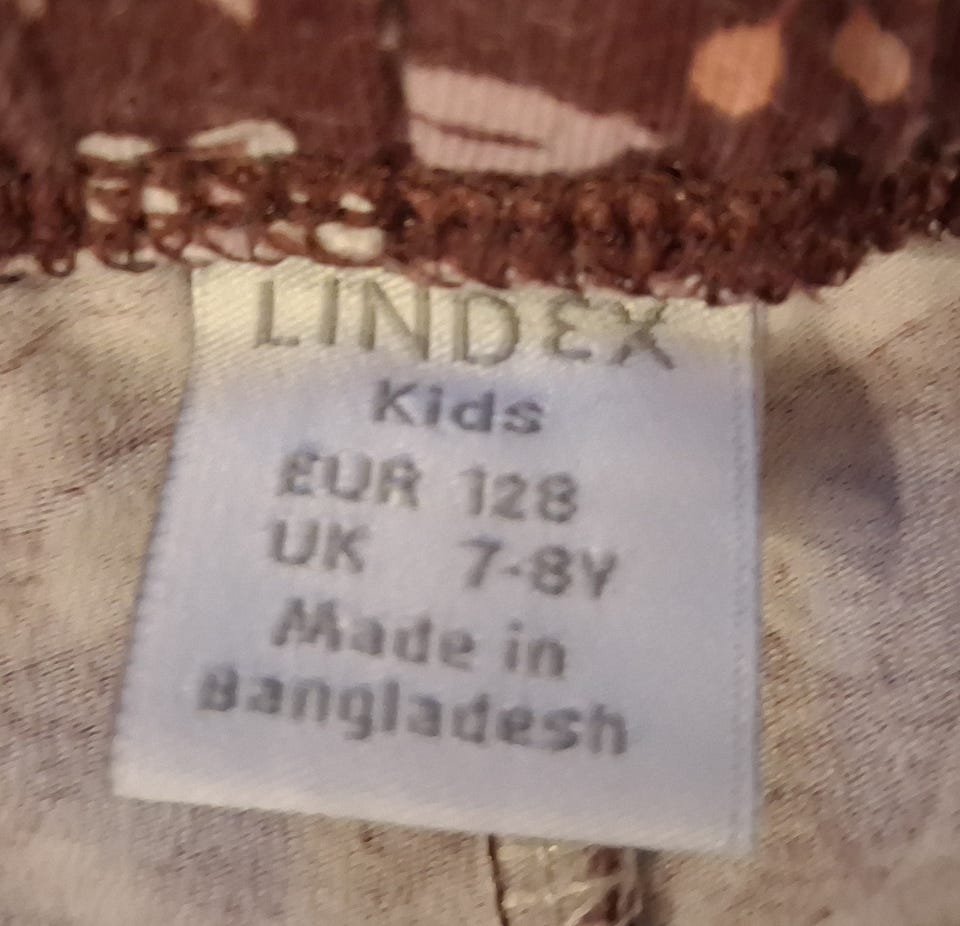 LINDEX
Kids
EUR 128
UK 7-8Y
Made in
Bangladesh